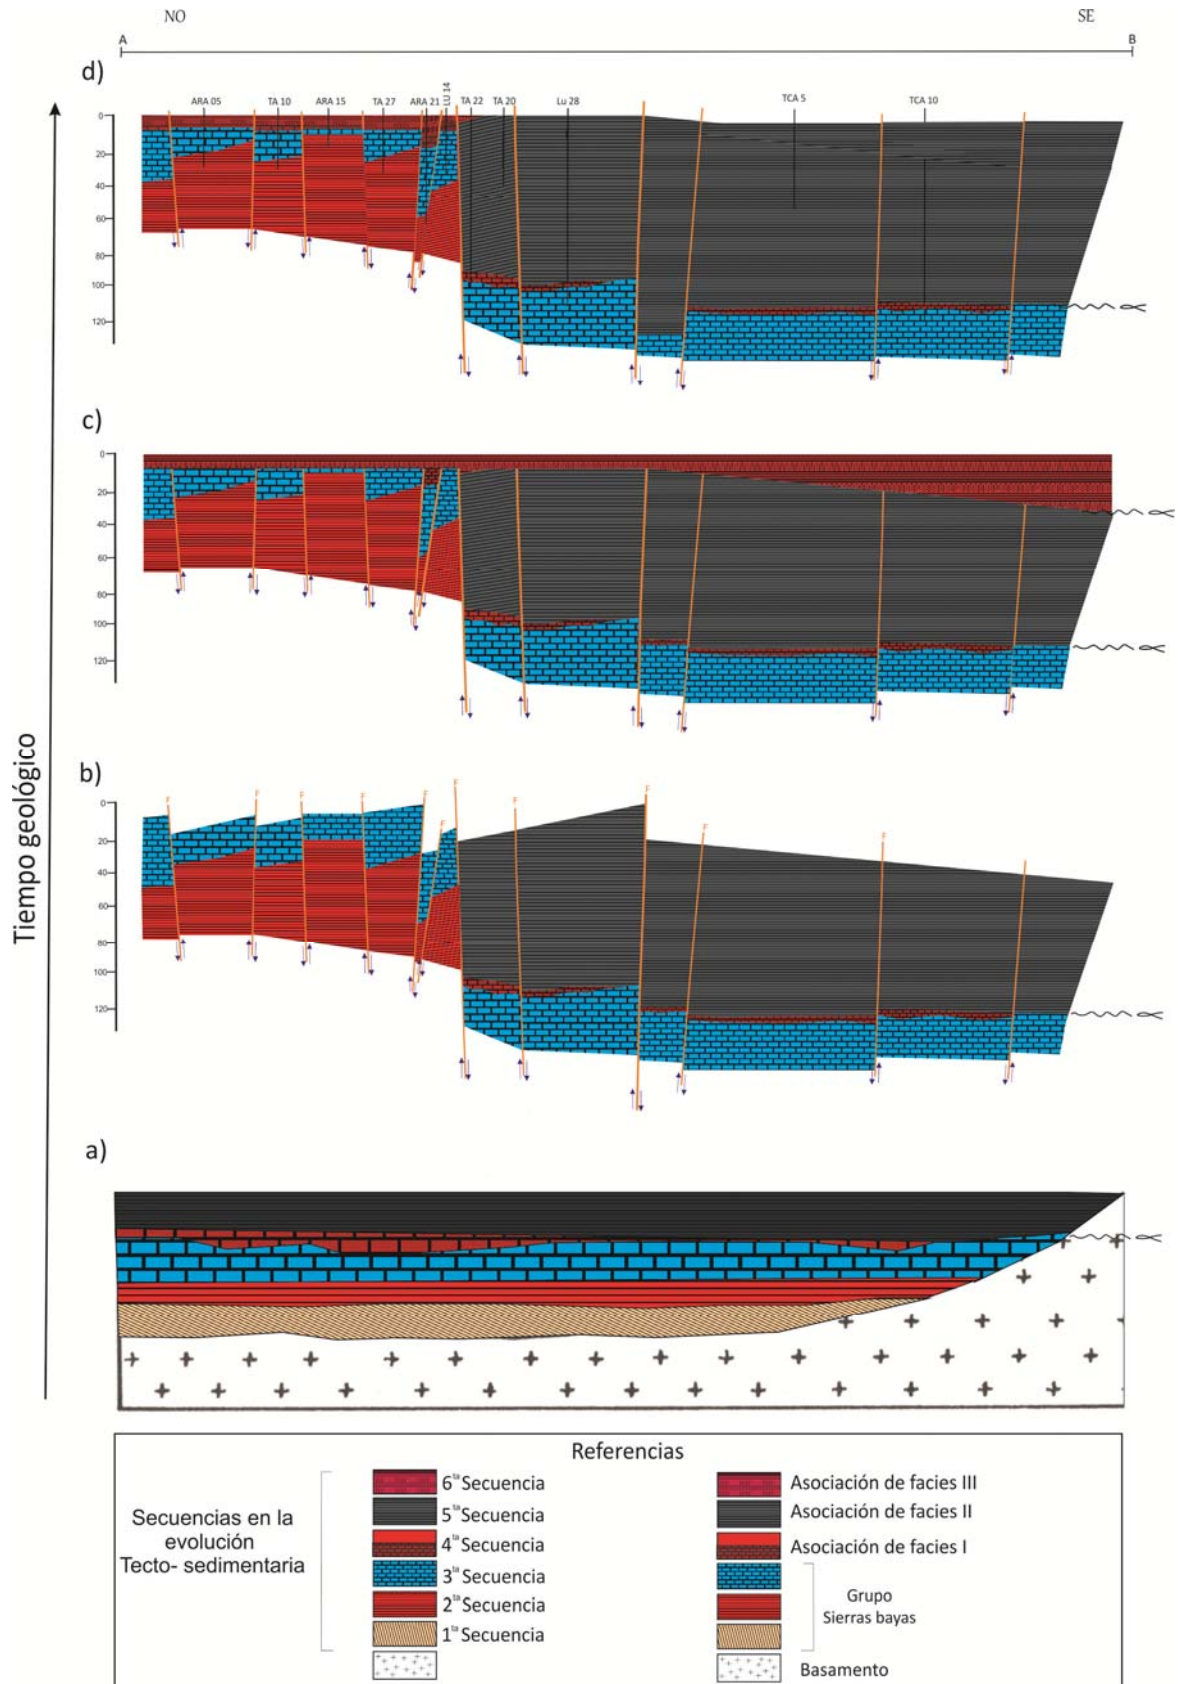 NO SE
A B
d)
ARA 05 TA 10 ARA 15 TA 27 ARA 21 LU 14 TA 22 TA 20 Lu 28 TCA 5 TCA 10
0
20
40
60
80
100
120
c)
0
20
40
60
80
100
120
b)
F F F F F F F F F F F
0
20
40
60
80
100
120
a)
Tiempo geológico
Referencias
Secuencias en la
evolución
Tecto- sedimentaria
6ta Secuencia
5ta Secuencia
4ta Secuencia
3ta Secuencia
2ta Secuencia
1ta Secuencia
Asociación de facies III
Asociación de facies II
Asociación de facies I
Grupo
Sierras bayas
Basamento